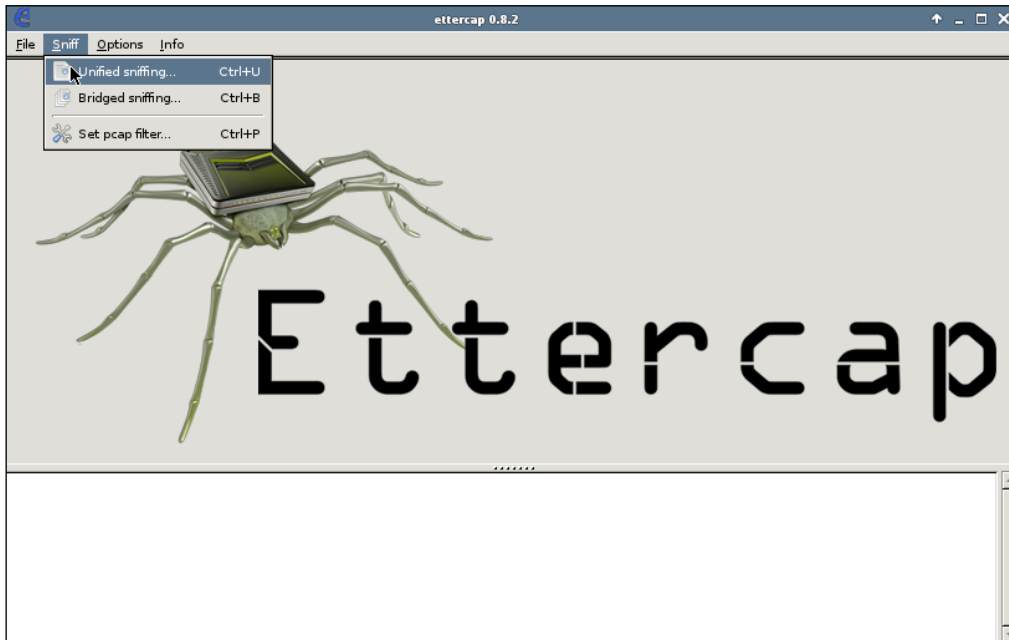 ettercap 0.8.2
File Sniff Options Info
Unified sniffing... Ctrl+U
Bridged sniffing... Ctrl+B
Set pcap filter... Ctrl+P
Ettercap